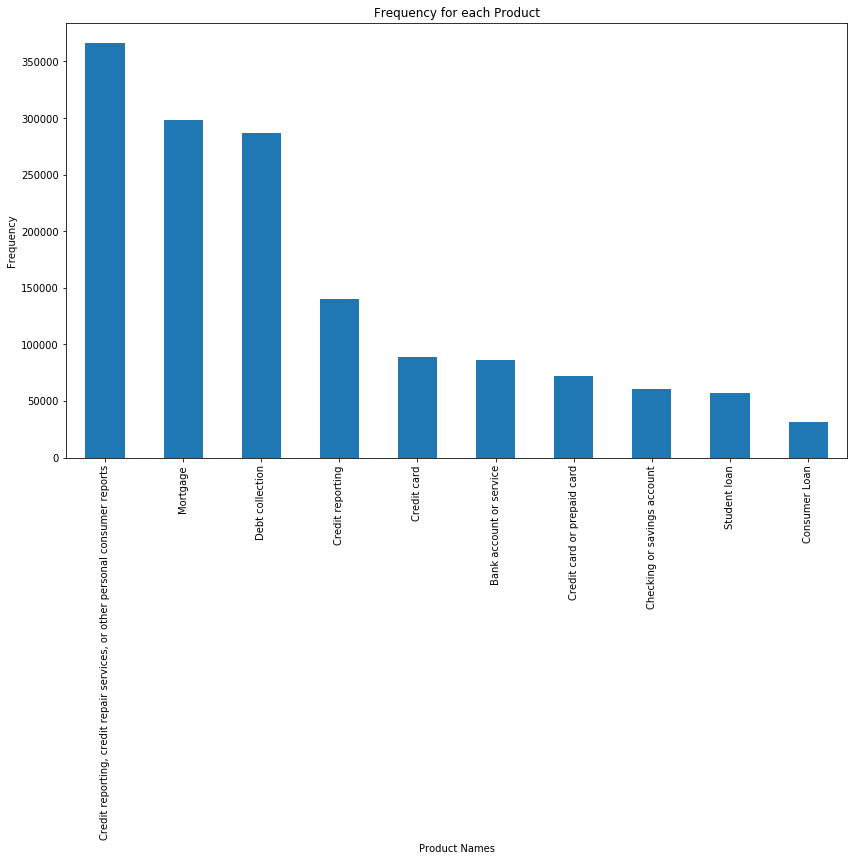 Frequency for each Product
Frequency
350000
300000
250000
200000
150000
100000
50000
0
Credit reporting, credit repair services, or other personal consumer reports
Mortgage
Debt collection
Credit reporting
Credit card
Bank account or service
Credit card or prepaid card
Checking or savings account
Student loan
Consumer Loan
Product Names